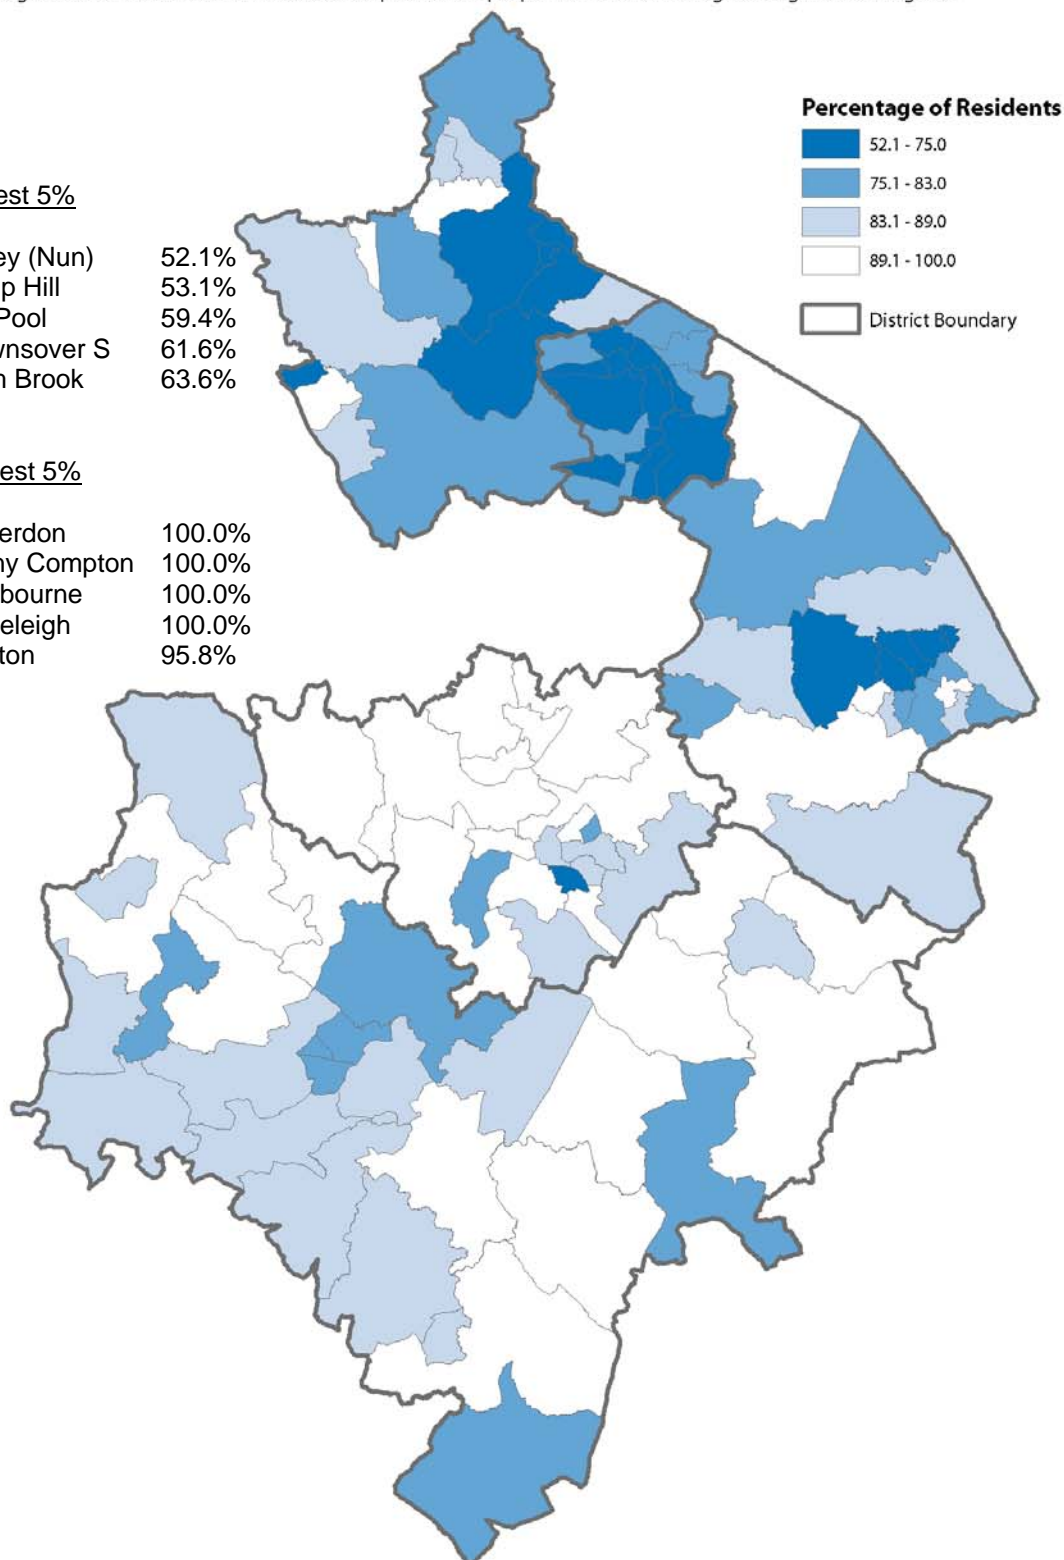 Percentage of Residents
52.1 - 75.0
75.1 - 83.0
83.1 - 89.0
89.1 - 100.0
District Boundary
est 5%
ey (Nun) 52.1%
p Hill 53.1%
Pool 59.4%
wnsover S 61.6%
n Brook 63.6%
est 5%
erdon 100.0%
ny Compton 100.0%
bourne 100.0%
eleigh 100.0%
ton 95.8%